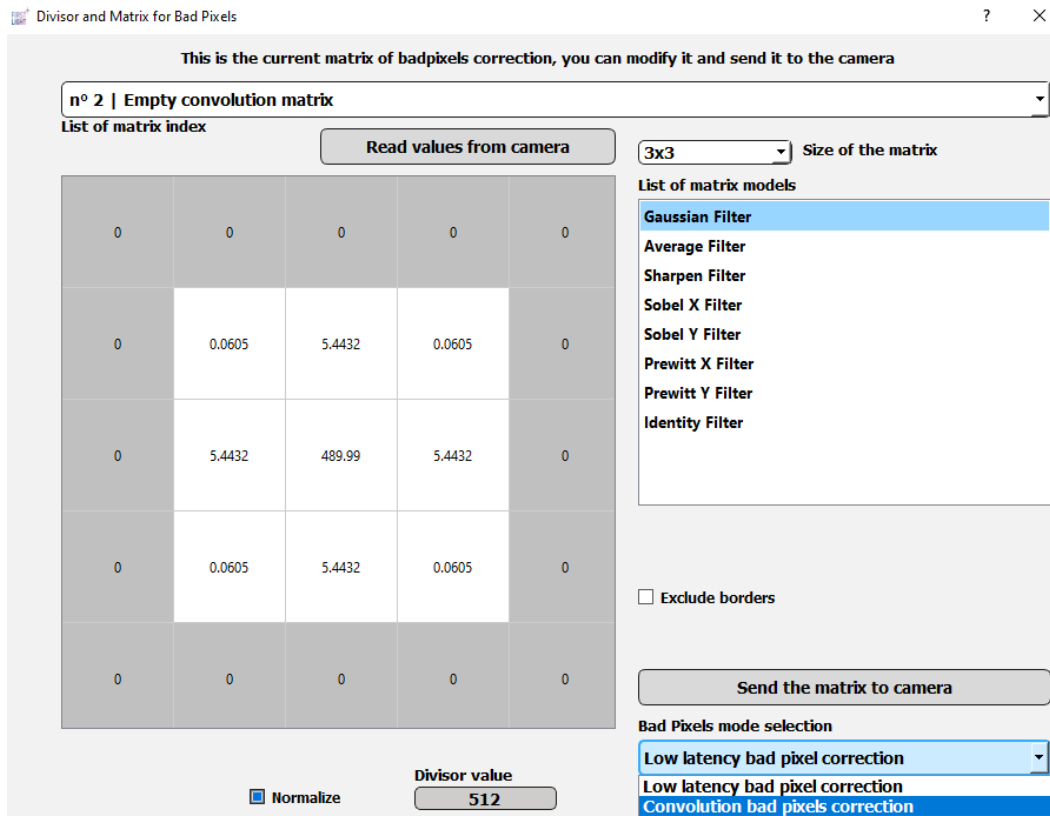 Divisor and Matrix for Bad Pixels
?
This is the current matrix of badpixels correction, you can modify it and send it to the camera
nº 2 | Empty convolution matrix
List of matrix index
Read values from camera
3x3
Size of the matrix
List of matrix models
Gaussian Filter
Average Filter
Sharpen Filter
Sobel X Filter
Sobel Y Filter
Prewitt X Filter
Prewitt Y Filter
Identity Filter
0 0 0 0 0
0 0.0605 5.4432 0.0605 0
0 5.4432 489.99 5.4432 0
0 0.0605 5.4432 0.0605 0
0 0 0 0 0
Exclude borders
Send the matrix to camera
Bad Pixels mode selection
Low latency bad pixel correction
Low latency bad pixel correction
Convolution bad pixels correction
Normalize
Divisor value
512